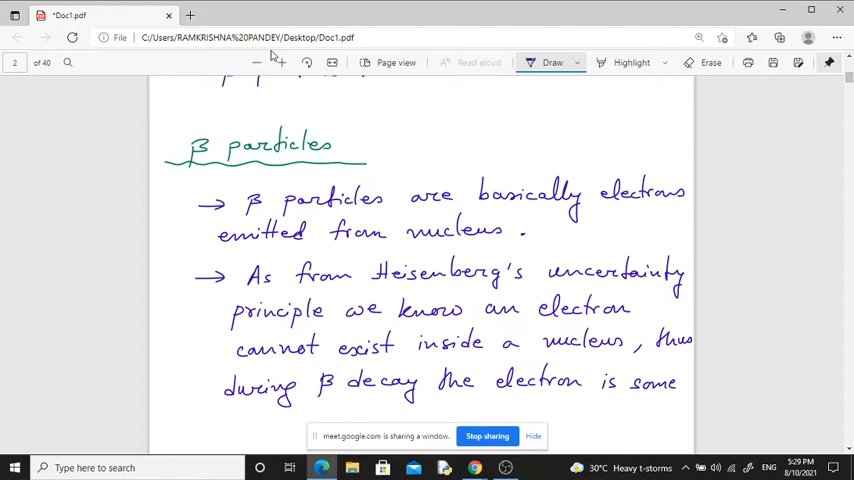 *Doc1.pdf
File
C:/Users/RAMKRISHNA%20PANDEY/Desktop/Doc1.pdf
2 of 40
Page view
Read aloud
Draw
Highlight
Erase
β particles
→ β particles are basically electrons
emitted from nucleus.
→ As from Heisenberg's uncertainty
principle we know an electron
cannot exist inside a nucleus, thus
during β decay the electron is some
meet.google.com is sharing a window.
Stop sharing
Hide
Type here to search
30°C Heavy t-storms
ENG
5:29 PM
8/10/2021